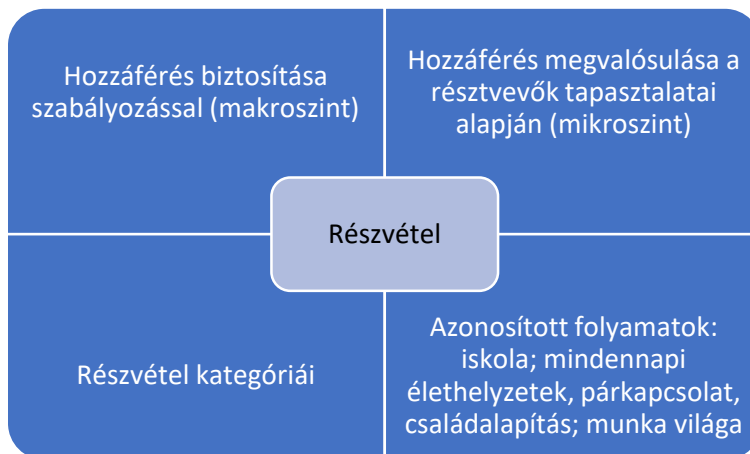 Hozzáférés biztosítása
szabályozással (makroszint)
Hozzáférés megvalósulása a
résztvevők tapasztalatai
alapján (mikroszint)
Részvétel
Részvétel kategóriái
Azonosított folyamatok:
iskola; mindennapi
élethelyzetek, párkapcsolat,
családalapítás; munka világa